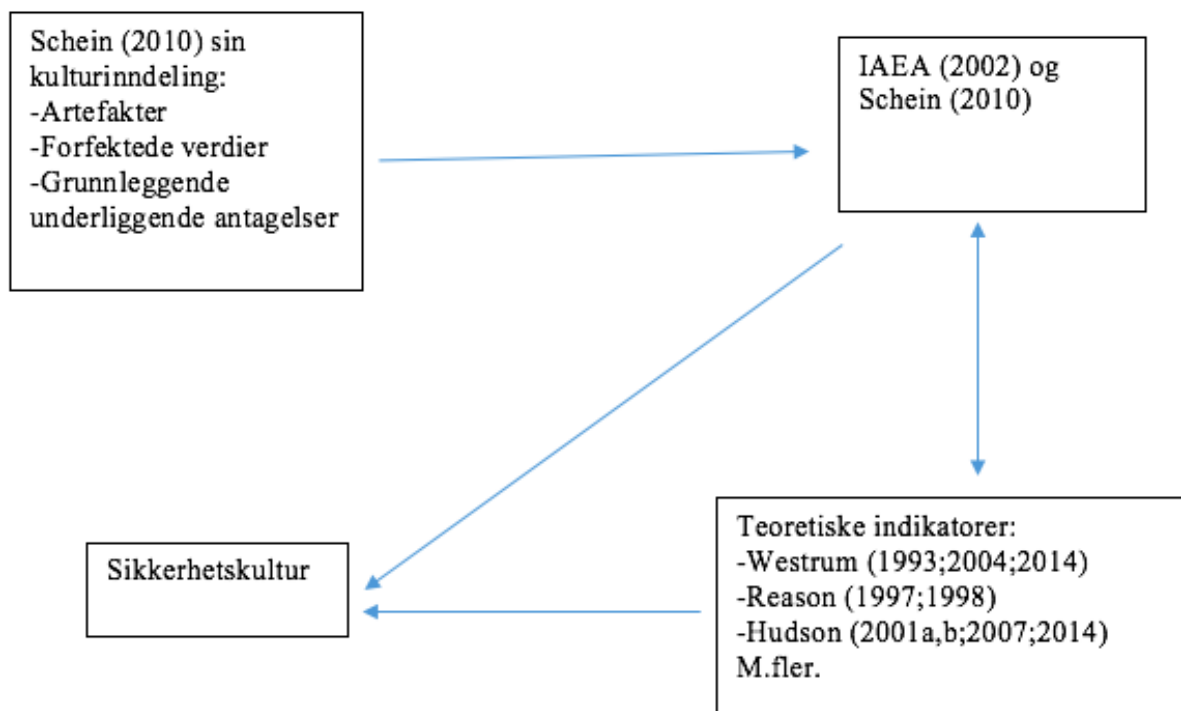 Schein (2010) sin
kulturinndeling:
-Artefakter
-Forfektede verdier
-Grunnleggende
underliggende antagelser
IAEA (2002) og
Schein (2010)
Sikkerhetskultur
Teoretiske indikatorer:
-Westrum (1993;2004;2014)
-Reason (1997;1998)
-Hudson (2001a,b;2007;2014)
M.fler.